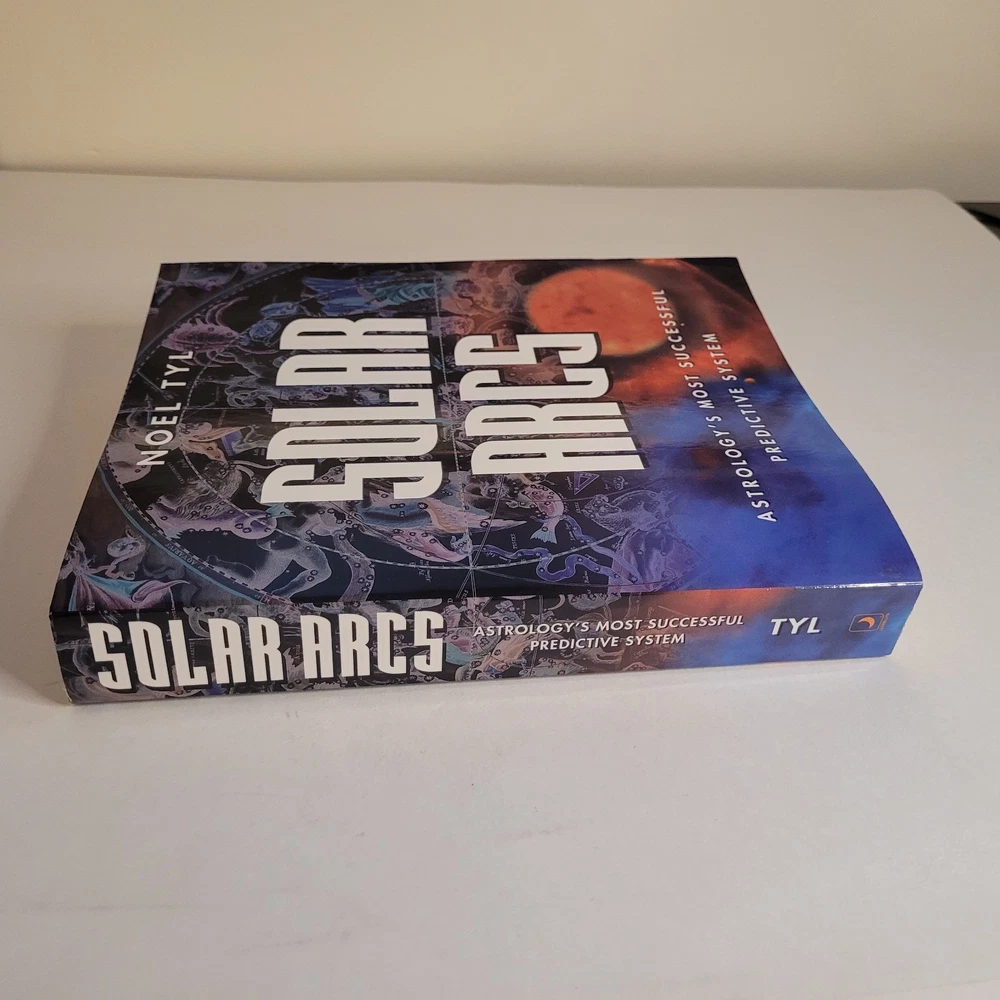 NOEL TYL
SOLAR
ARCS
ASTROLOGY'S MOST SUCCESSFUL
PREDICTIVE SYSTEM
SOLAR ARCS
ASTROLOGY'S MOST SUCCESSFUL
PREDICTIVE SYSTEM
TYL